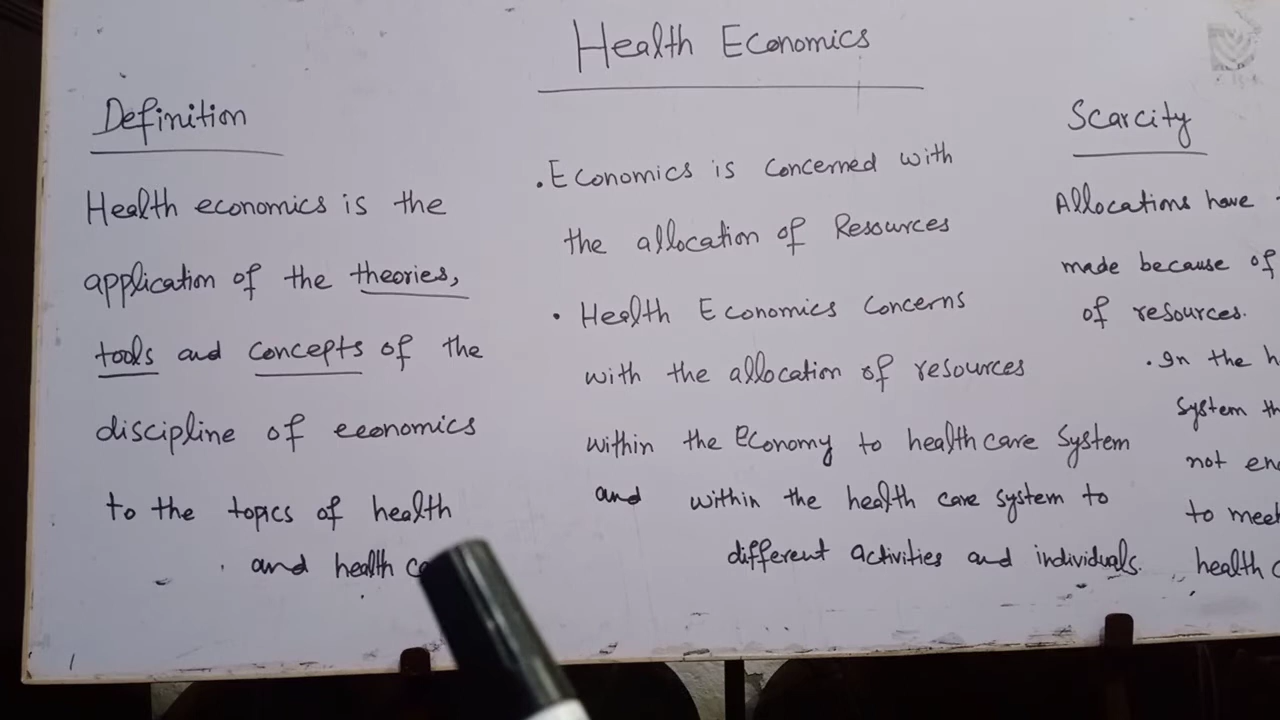 Health Economics
Definition
Health economics is the
application of the theories,
tools and concepts of the
discipline of economics
to the topics of health
and health
. Economics is concerned with
the allocation of Resources
• Health Economics Concerns
with the allocation of resources
within the Economy to health care System
and within the health care system to
different activities and individuals.
Scarcity
Allocations have
made because of
of resources.
. In the
System
not
to meet
health